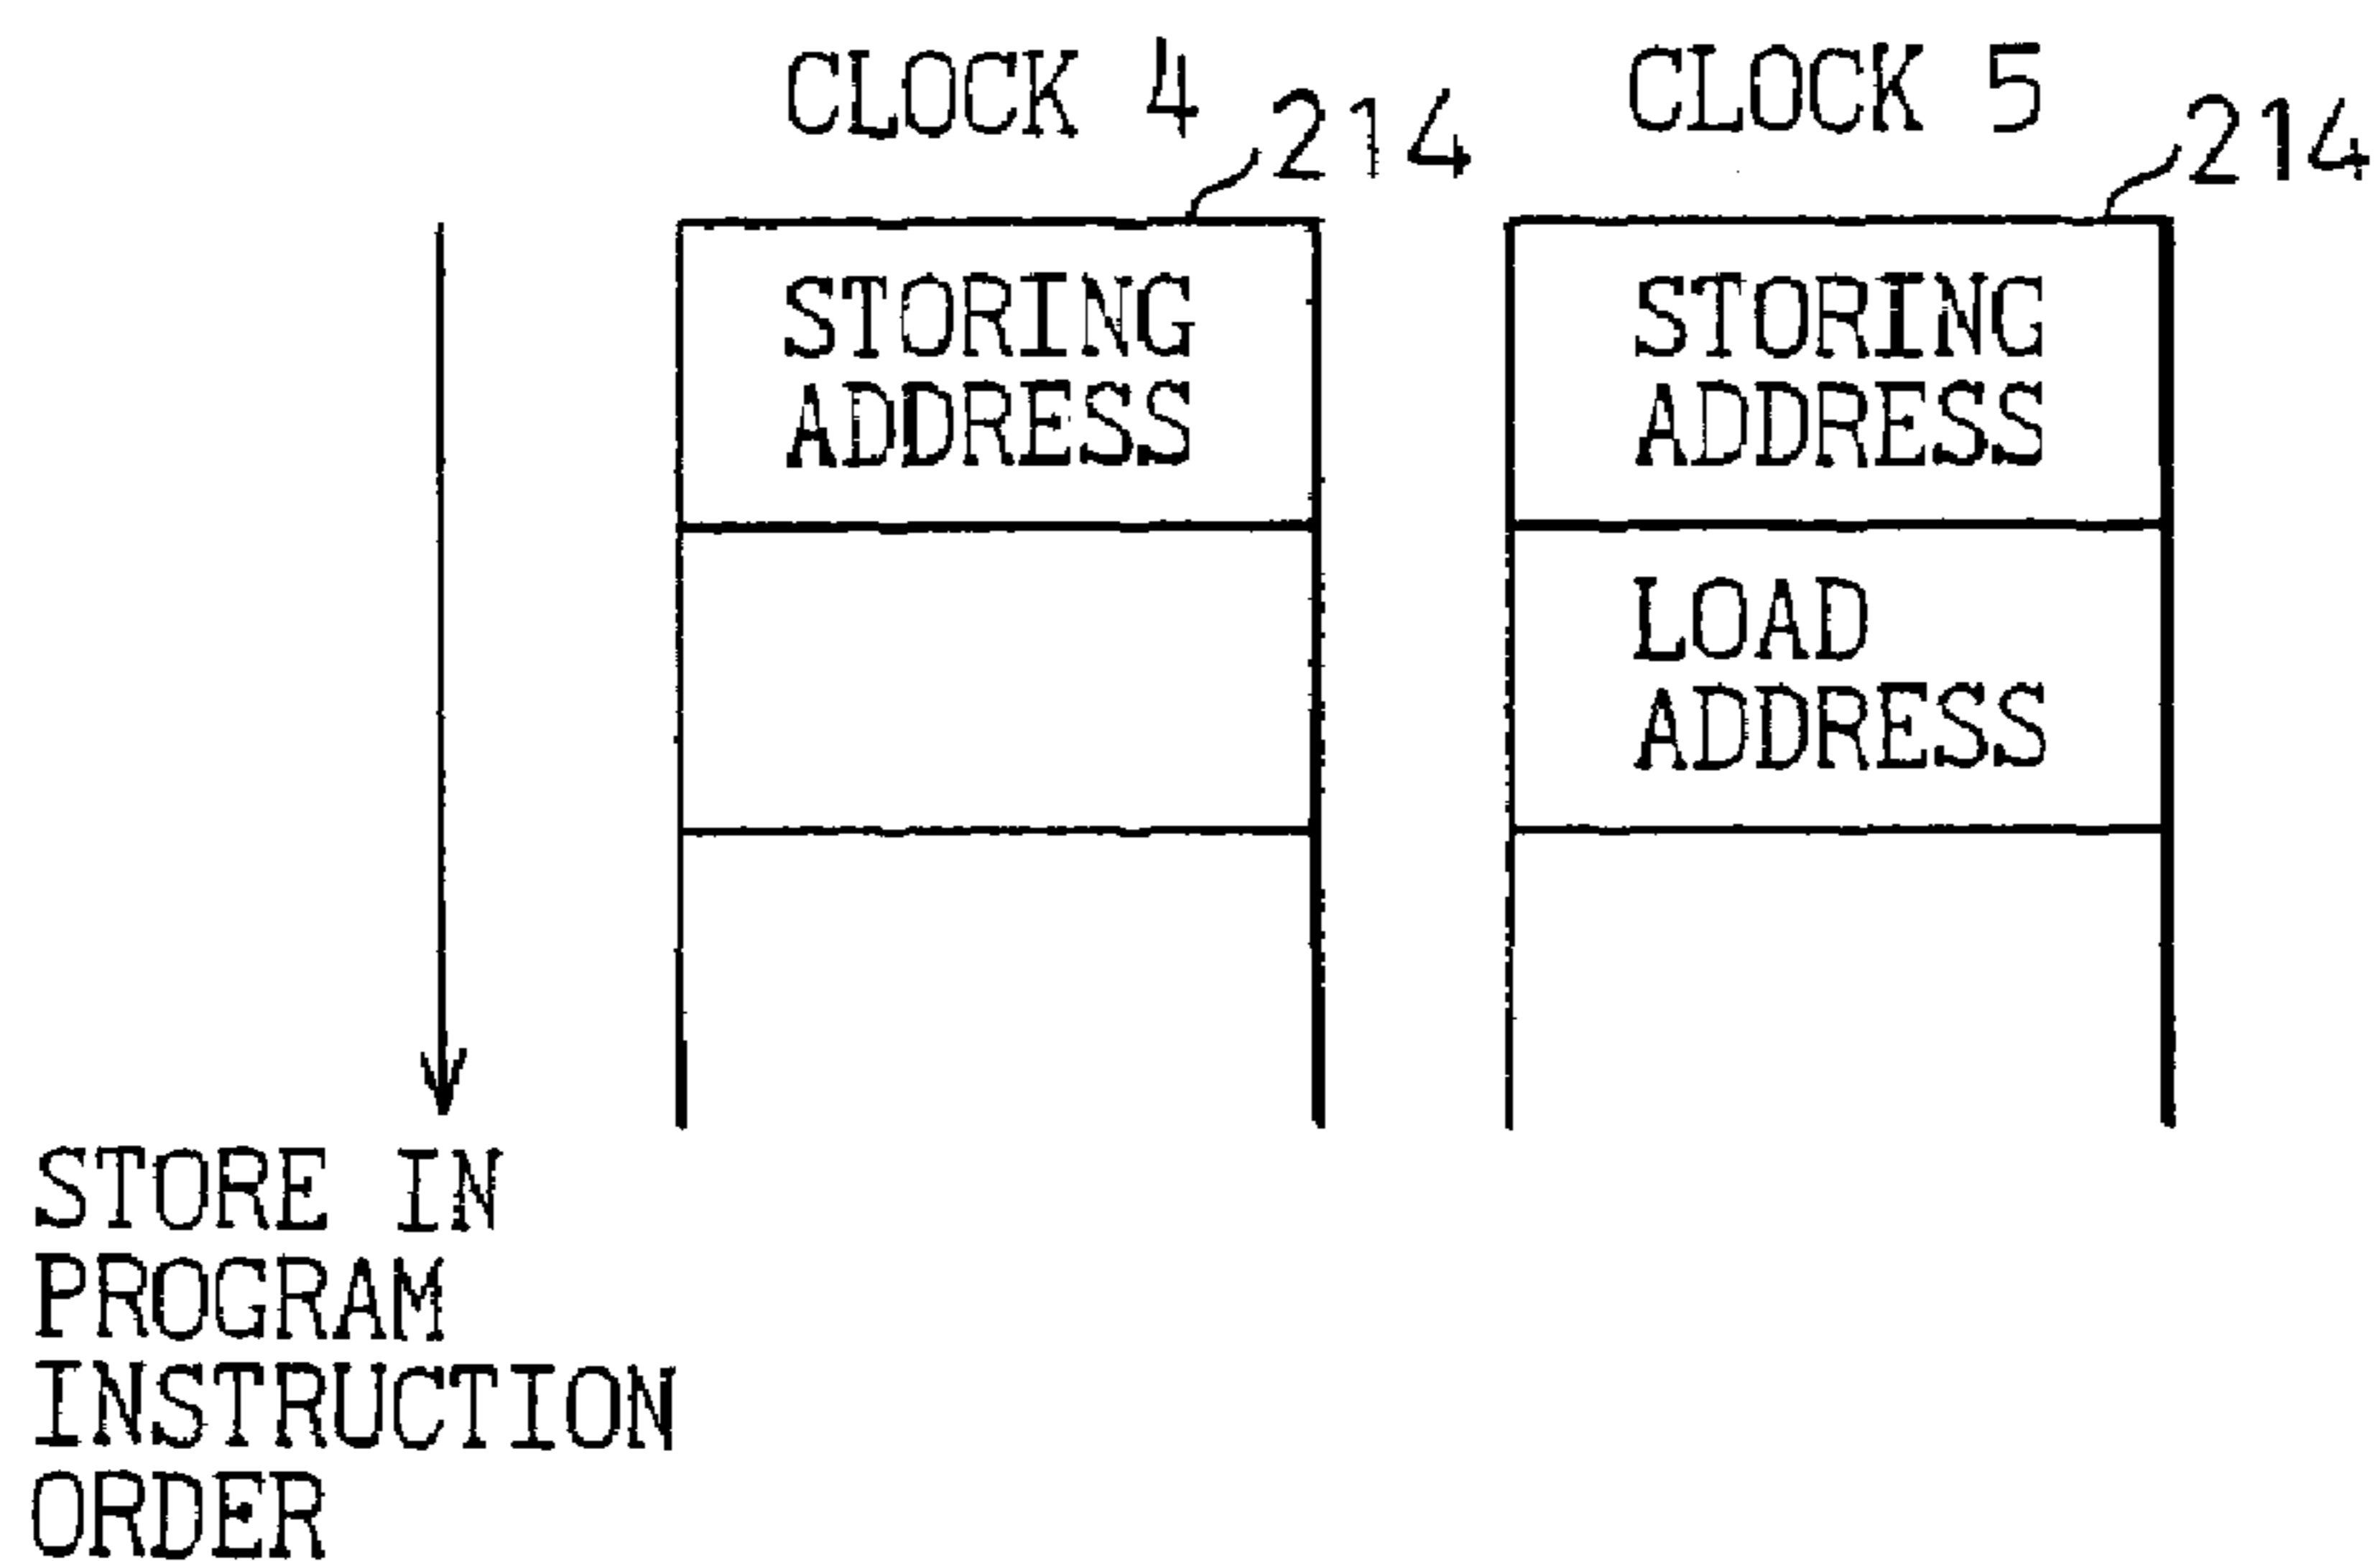 CLOCK 4
214
CLOCK 5
214
STORING
ADDRESS
STORING
ADDRESS
LOAD
ADDRESS
STORE IN
PROGRAM
INSTRUCTION
ORDER